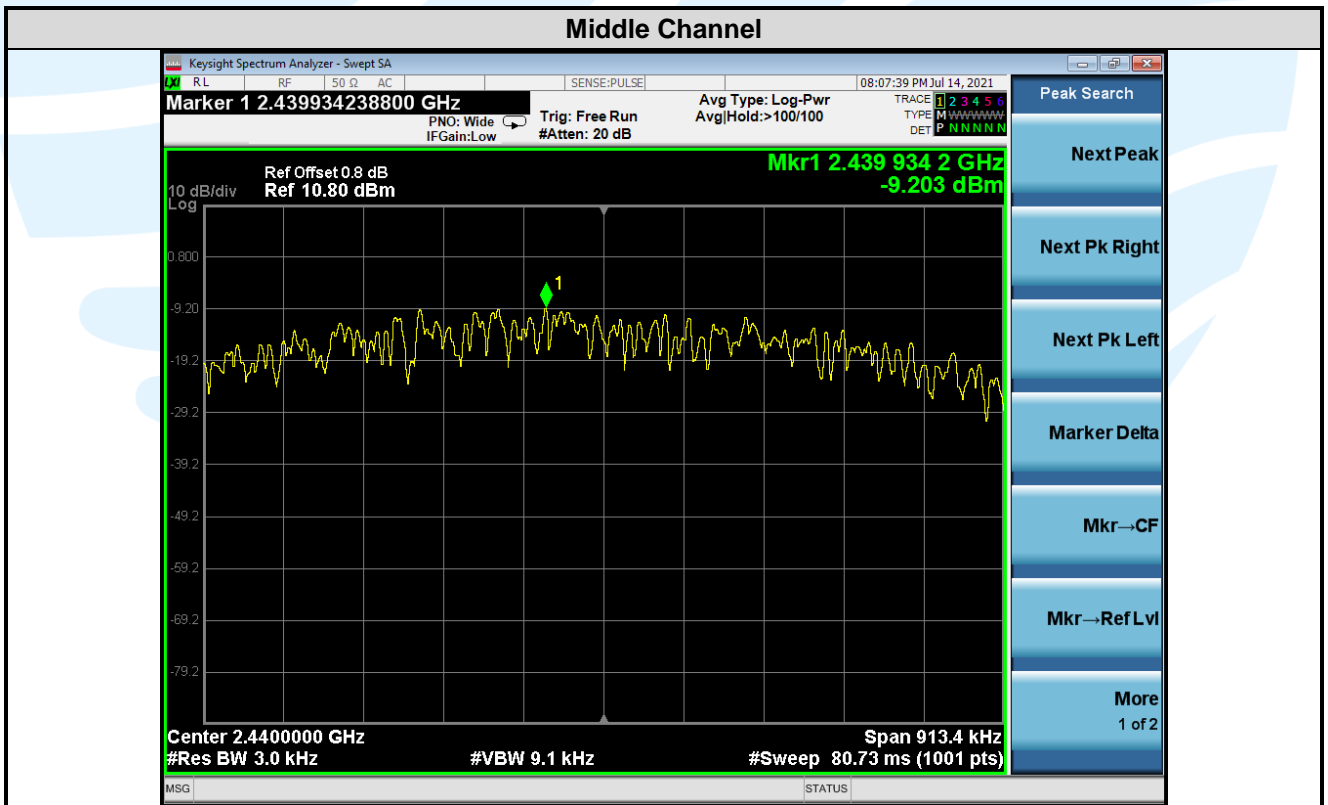 Middle Channel
Keysight Spectrum Analyzer - Swept SA
LXI RL RF 50 Ω AC SENSE:PULSE 08:07:39 PM Jul 14, 2021
Marker 1 2.439934238800 GHz
PNO: Wide
IFGain:Low
Trig: Free Run
#Atten: 20 dB
Avg Type: Log-Pwr
Avg|Hold:>100/100
TRACE 1 2 3 4 5 6
TYPE M WWWWW
DET P N N N N N
Peak Search
Mkr1 2.439 934 2 GHz
-9.203 dBm
Ref Offset 0.8 dB
10 dB/div Ref 10.80 dBm
Log
1
0.800
-9.20
-19.2
-29.2
-39.2
-49.2
-59.2
-69.2
-79.2
Center 2.4400000 GHz Span 913.4 kHz
#Res BW 3.0 kHz #VBW 9.1 kHz #Sweep 80.73 ms (1001 pts)
Next Peak
Next Pk Right
Next Pk Left
Marker Delta
Mkr→CF
Mkr→Ref Lvl
More
1 of 2
MSG STATUS